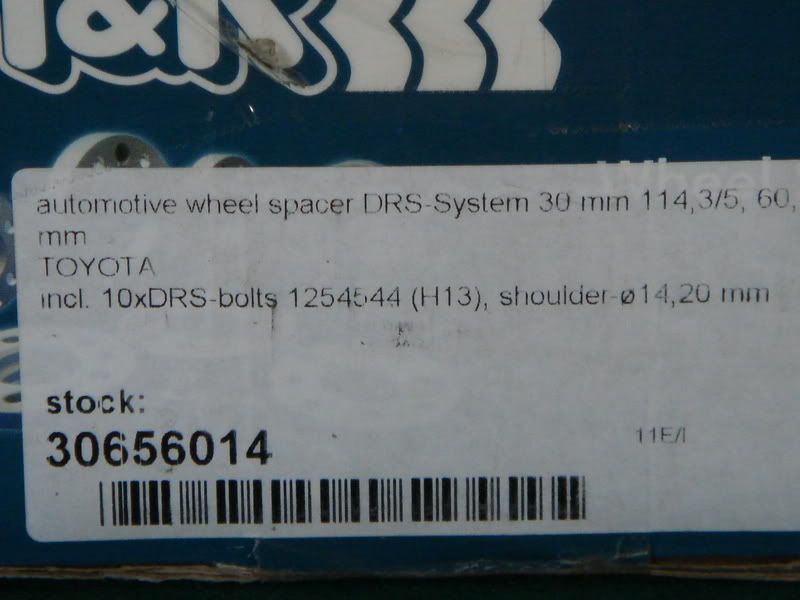 &R
Wheel
automotive wheel spacer DRS-System 30 mm 114,3/5, 60,
mm
TOYOTA
incl. 10xDRS-bolts 1254544 (H13), shoulder-ø14,20 mm
stock:
30656014
11E/I